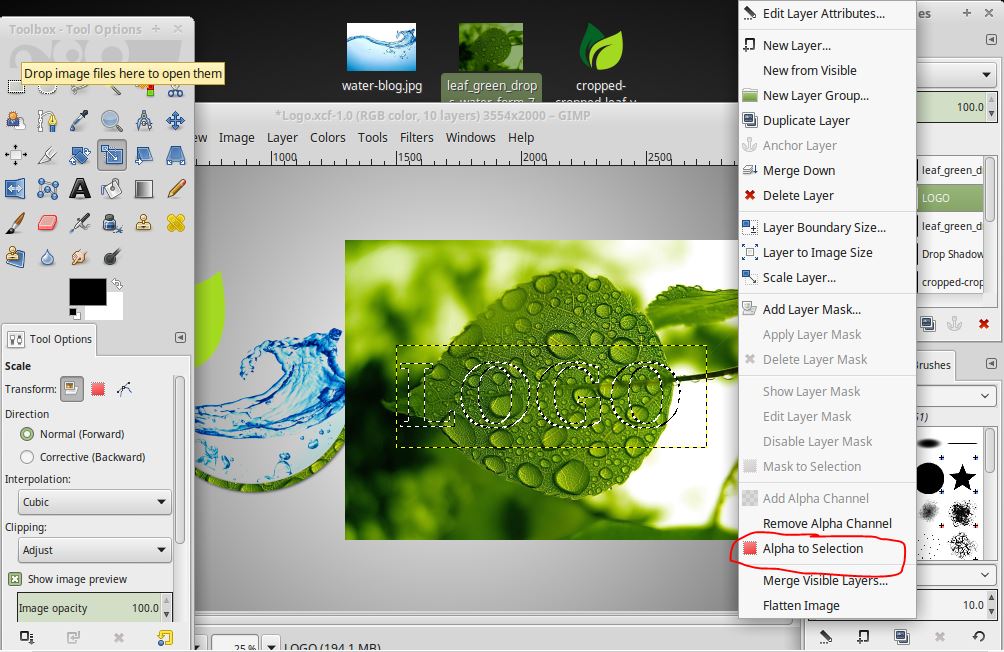 Toolbox - Tool Options
Drop image files here to open them
water-blog.jpg
leaf_green_drop
cropped-
*Logo.xcf-1.0 (RGB color, 10 layers) 3554x2000 – GIMP
ew Image Layer Colors Tools Filters Windows Help
1000 1500 2000 2500
LOGO
Tool Options
Scale
Transform:
Direction
Normal (Forward)
Corrective (Backward)
Interpolation:
Cubic
Clipping:
Adjust
Show image preview
Image opacity 100.0
25 % LOGO (194.1 MB)
Edit Layer Attributes...
New Layer...
New from Visible
New Layer Group...
Duplicate Layer
Anchor Layer
Merge Down
Delete Layer
Layer Boundary Size...
Layer to Image Size
Scale Layer...
Add Layer Mask...
Apply Layer Mask
Delete Layer Mask
Show Layer Mask
Edit Layer Mask
Disable Layer Mask
Mask to Selection
Add Alpha Channel
Remove Alpha Channel
Alpha to Selection
Merge Visible Layers...
Flatten Image
es
100.0
leaf_green_d
LOGO
leaf_green_d
Drop Shadow
cropped-crop
Brushes
10.0